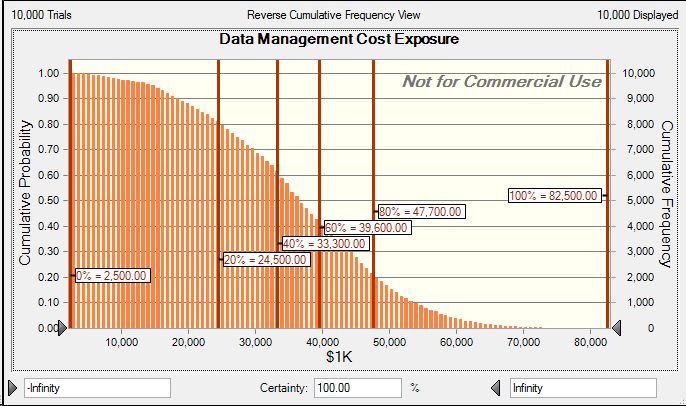 10,000 Trials Reverse Cumulative Frequency View 10,000 Displayed
Data Management Cost Exposure
Not for Commercial Use
Cumulative Probability
1.00
0.90
0.80
0.70
0.60
0.50
0.40
0.30
0.20
0.10
0.00
0% = 2,500.00
20% = 24,500.00
40% = 33,300.00
60% = 39,600.00
80% = 47,700.00
100% = 82,500.00
10,000
9,000
8,000
7,000
6,000
5,000
4,000
3,000
2,000
1,000
0
Cumulative Frequency
10,000 20,000 30,000 40,000 50,000 60,000 70,000 80,000
$1K
-Infinity Certainty: 100.00 % Infinity